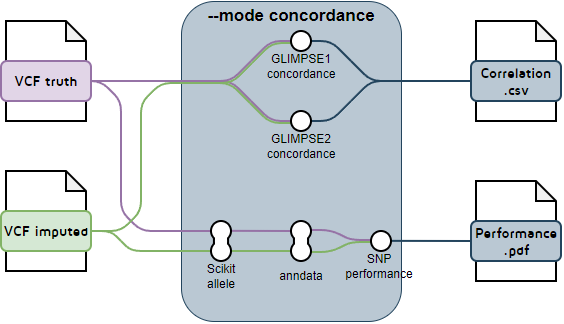 --mode concordance
VCF truth
GLIMPSE1
concordance
Correlation
.csv
GLIMPSE2
concordance
VCF imputed
Scikit
allele
anndata
SNP
performance
Performance
.pdf